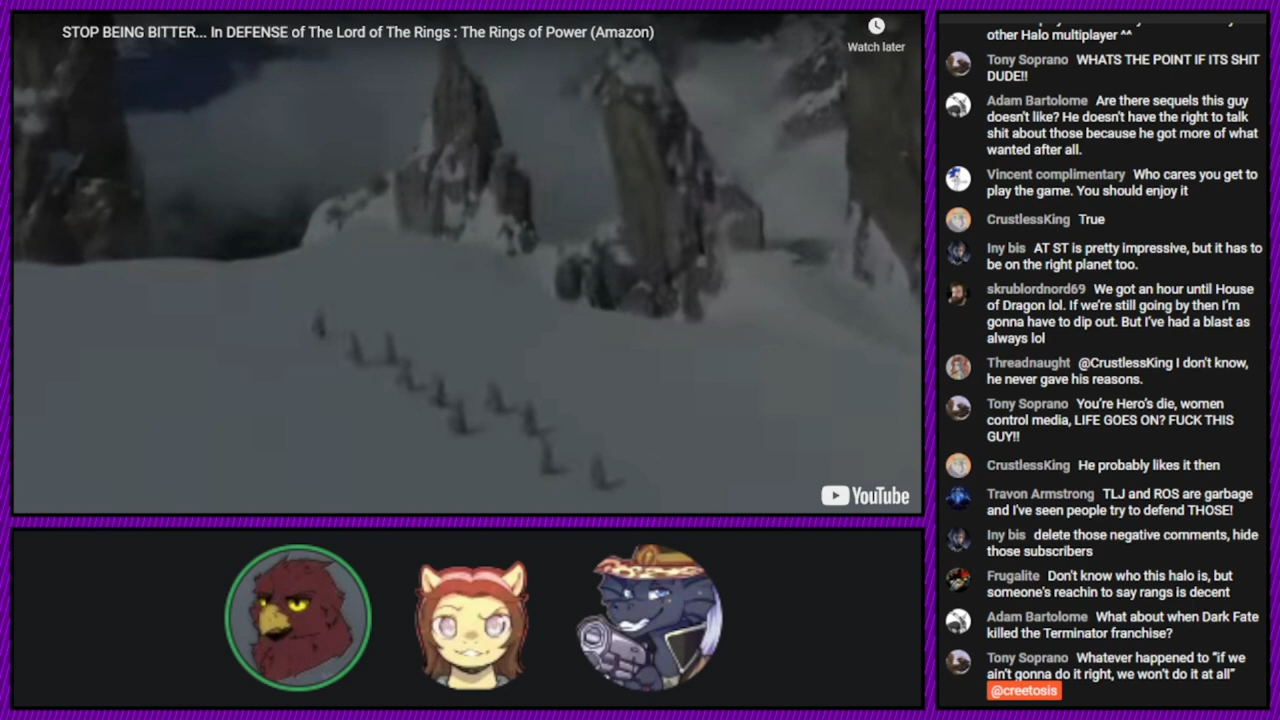 STOP BEING BITTER... In DEFENSE of The Lord of The Rings : The Rings of Power (Amazon)
Watch later
YouTube
other Halo multiplayer ^^
Tony Soprano WHATS THE POINT IF ITS SHIT
DUDE!!
Adam Bartolome Are there sequels this guy
doesn't like? He doesn't have the right to talk
shit about those because he got more of what
wanted after all.
Vincent complimentary Who cares you get to
play the game. You should enjoy it
CrustlessKing True
Iny bis AT ST is pretty impressive, but it has to
be on the right planet too.
skrublordnord69 We got an hour until House
of Dragon lol. If we're still going by then I'm
gonna have to dip out. But I've had a blast as
always lol
Threadnaught @CrustlessKing I don't know,
he never gave his reasons.
Tony Soprano You're Hero's die, women
control media, LIFE GOES ON? FUCK THIS
GUY!!
CrustlessKing He probably likes it then
Travon Armstrong TLJ and ROS are garbage
and I've seen people try to defend THOSE!
Iny bis delete those negative comments, hide
those subscribers
Frugalite Don't know who this halo is, but
someone's reachin to say rangs is decent
Adam Bartolome What about when Dark Fate
killed the Terminator franchise?
Tony Soprano Whatever happened to “if we
ain't gonna do it right, we won't do it at all”
@creetosis